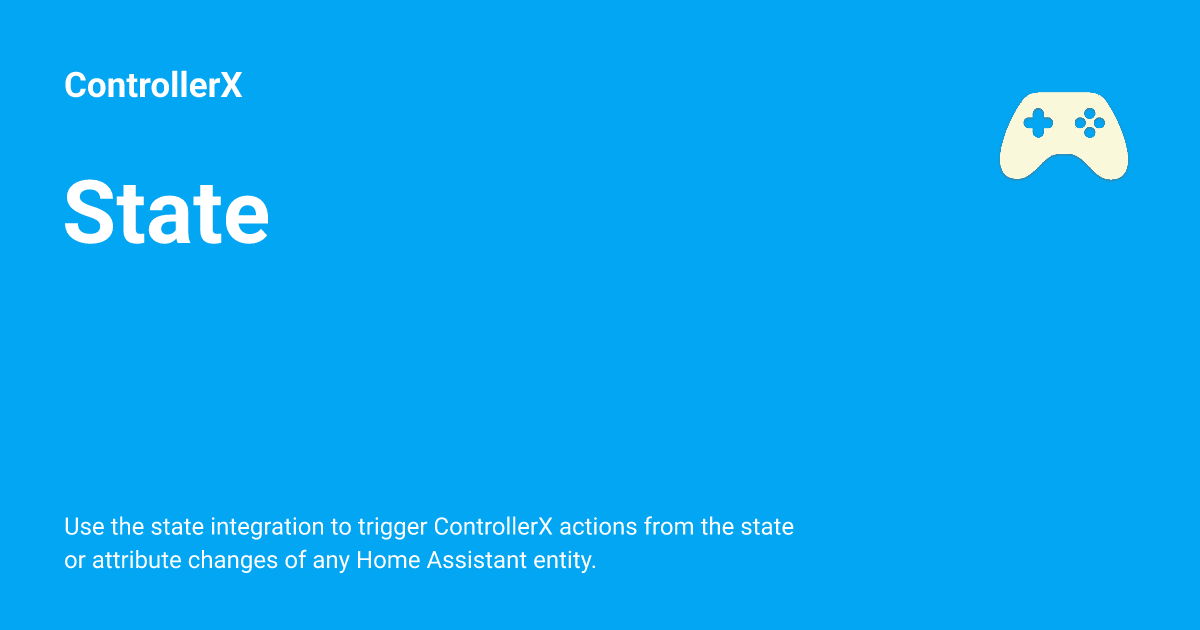 ControllerX
State
Use the state integration to trigger ControllerX actions from the state
or attribute changes of any Home Assistant entity.